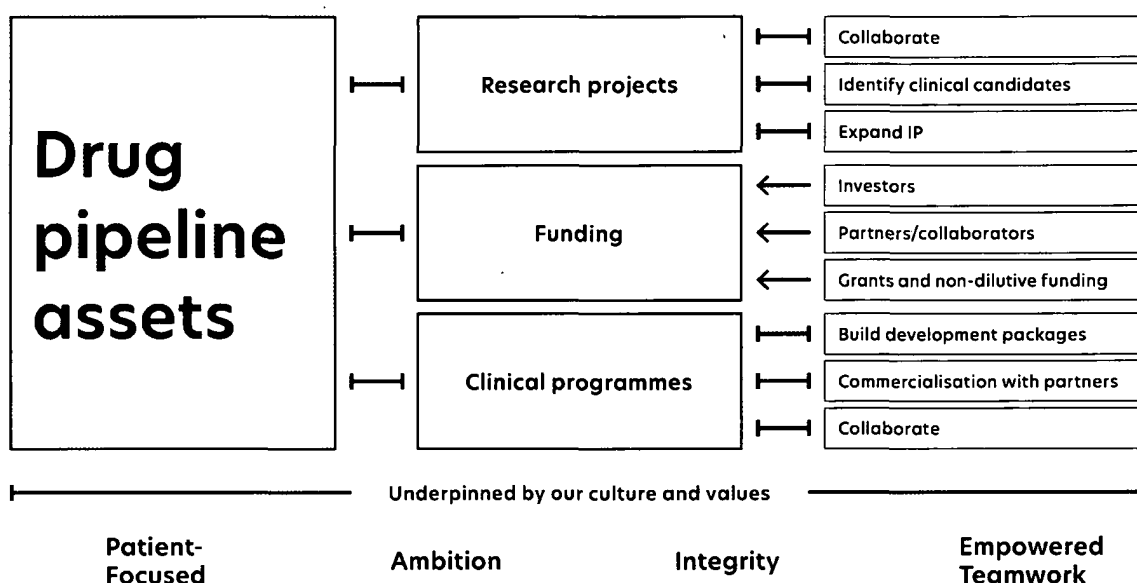 Drug
pipeline
assets
Research projects
Collaborate
Identify clinical candidates
Expand IP
Funding
Investors
Partners/collaborators
Grants and non-dilutive funding
Clinical programmes
Build development packages
Commercialisation with partners
Collaborate
Underpinned by our culture and values
Patient-
Focused
Ambition
Integrity
Empowered
Teamwork